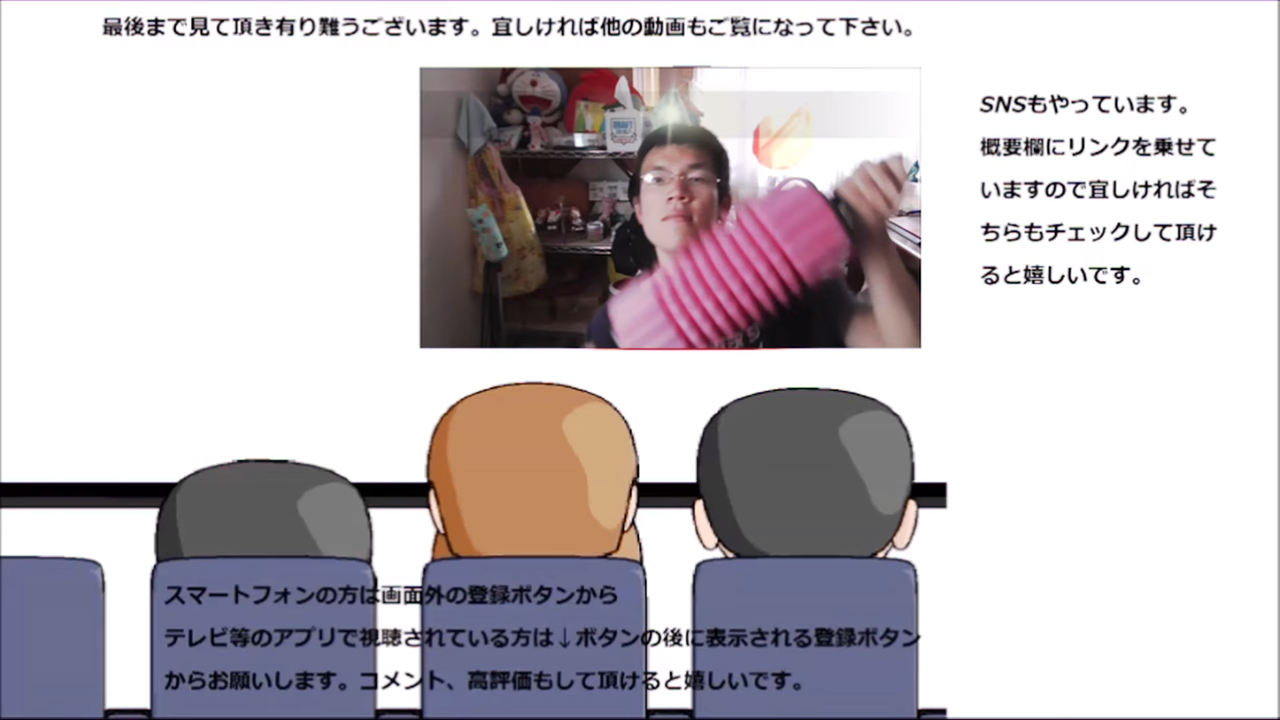 最後まで見て頂き有り難うございます。宜しければ他の動画もご覧になって下さい。
SNSもやっています。
概要欄にリンクを乗せて
いますので宜しければそ
ちらもチェックして頂け
ると嬉しいです。
スマートフォンの方は画面外の登録ボタンから
テレビ等のアプリで視聴されている方は↓ボタンの後に表示される登録ボタン
からお願いします。コメント、高評価もして頂けると嬉しいです。